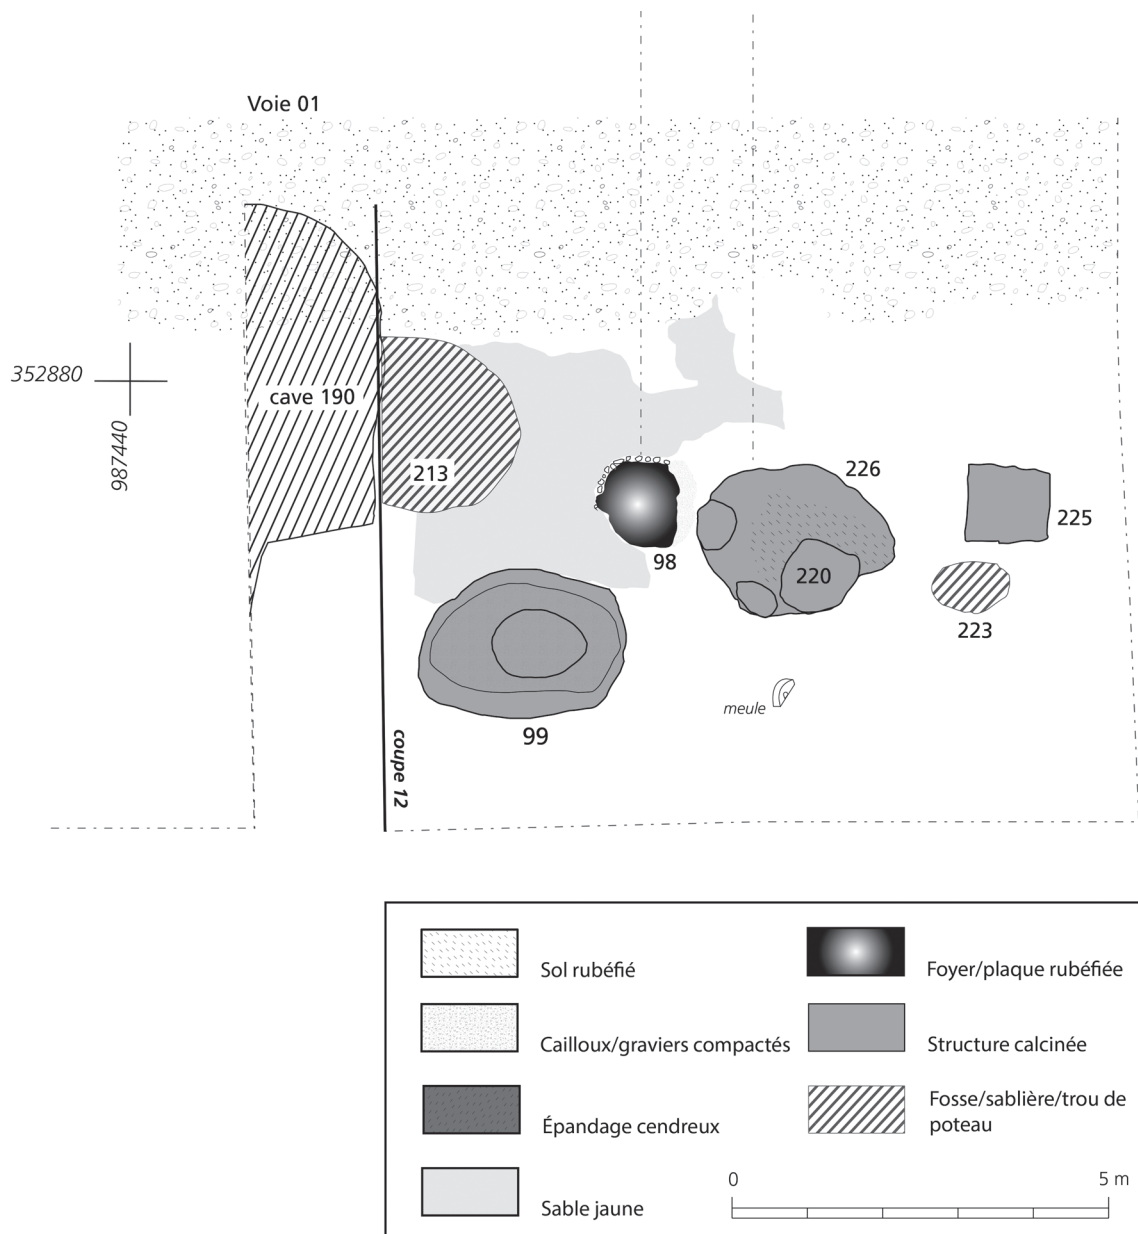 Voie 01
352880
987440
cave 190
213
226
225
98
220
223
meule
99
coupe 12
Sol rubéfié
Foyer/plaque rubéfiée
Cailloux/graviers compactés
Structure calcinée
Épandage cendreux
Fosse/sablière/trou de
poteau
Sable jaune
0
5 m